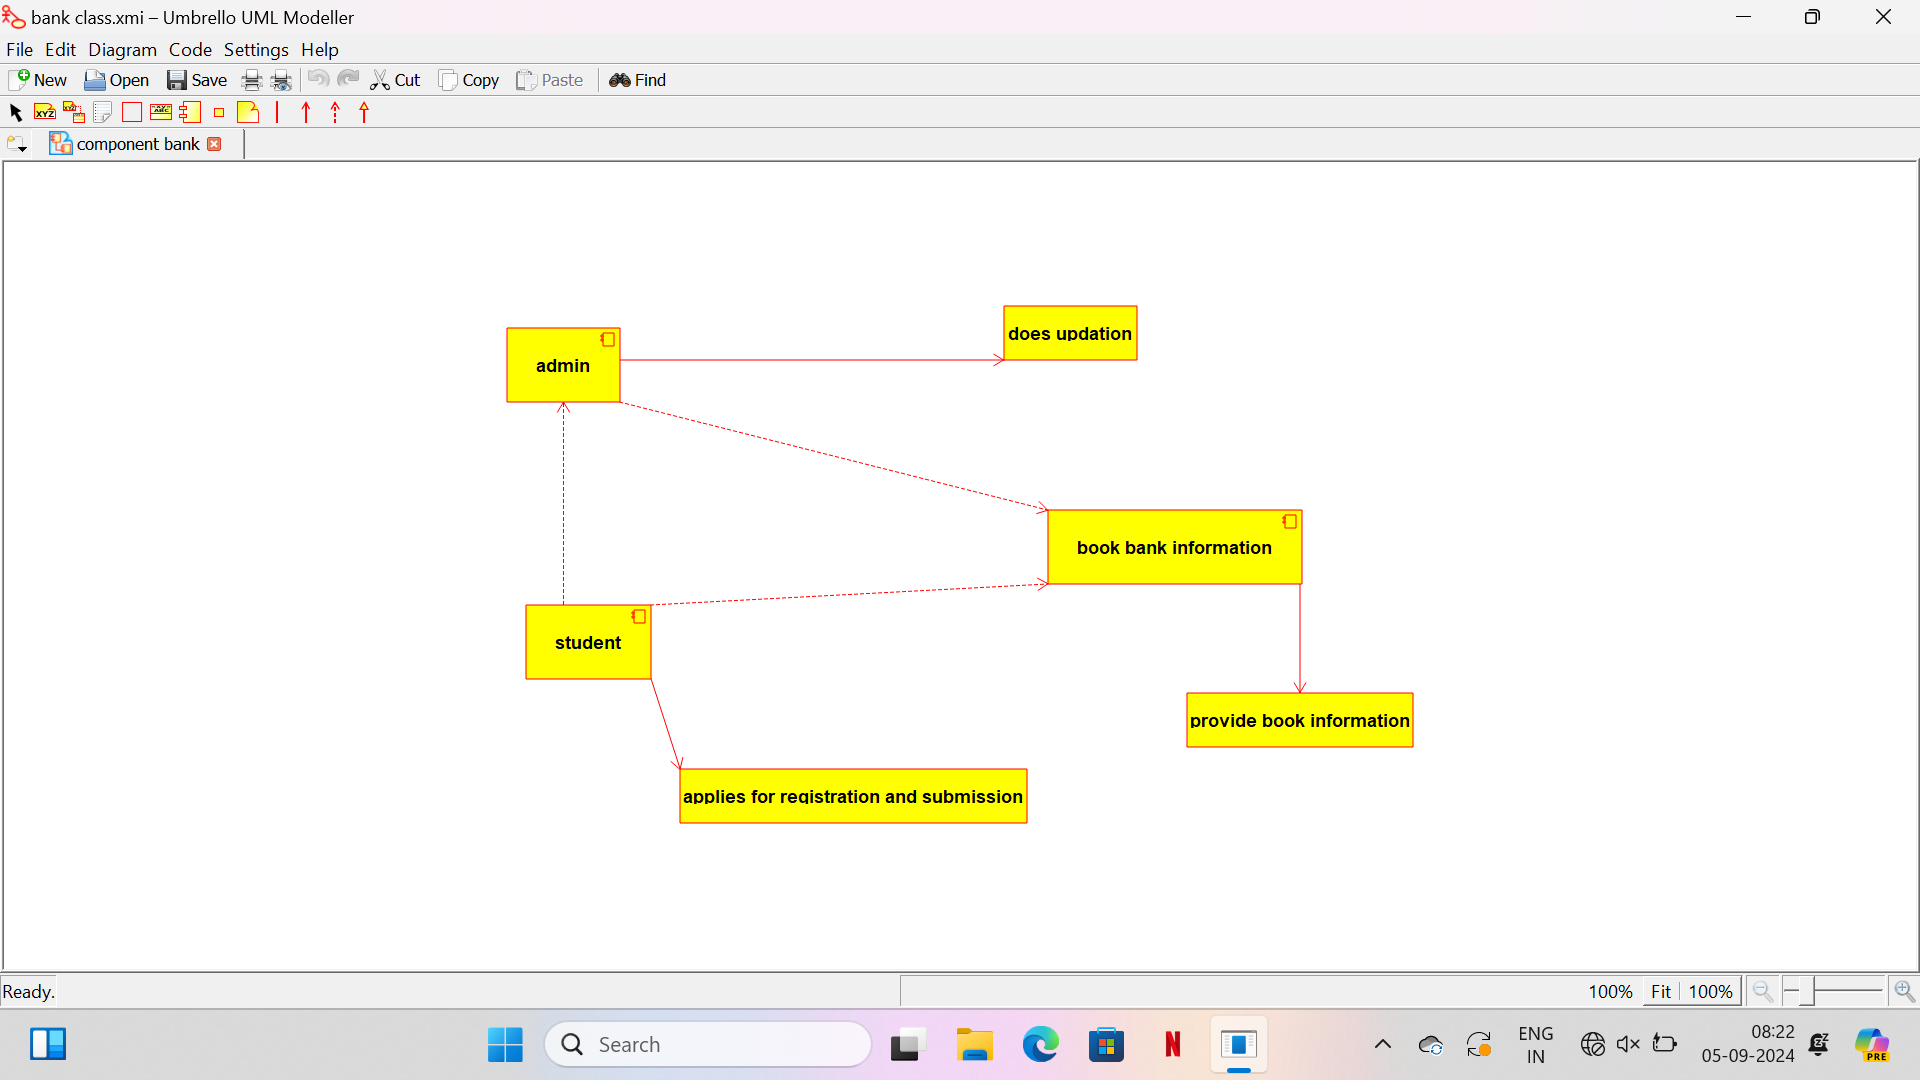 bank class.xmi – Umbrello UML Modeller
File Edit Diagram Code Settings Help
New Open Save Cut Copy Paste Find
XYZ
component bank
does updation
admin
book bank information
student
provide book information
applies for registration and submission
Ready.
100% Fit 100%
Search
ENG
IN
08:22
05-09-2024
PRE